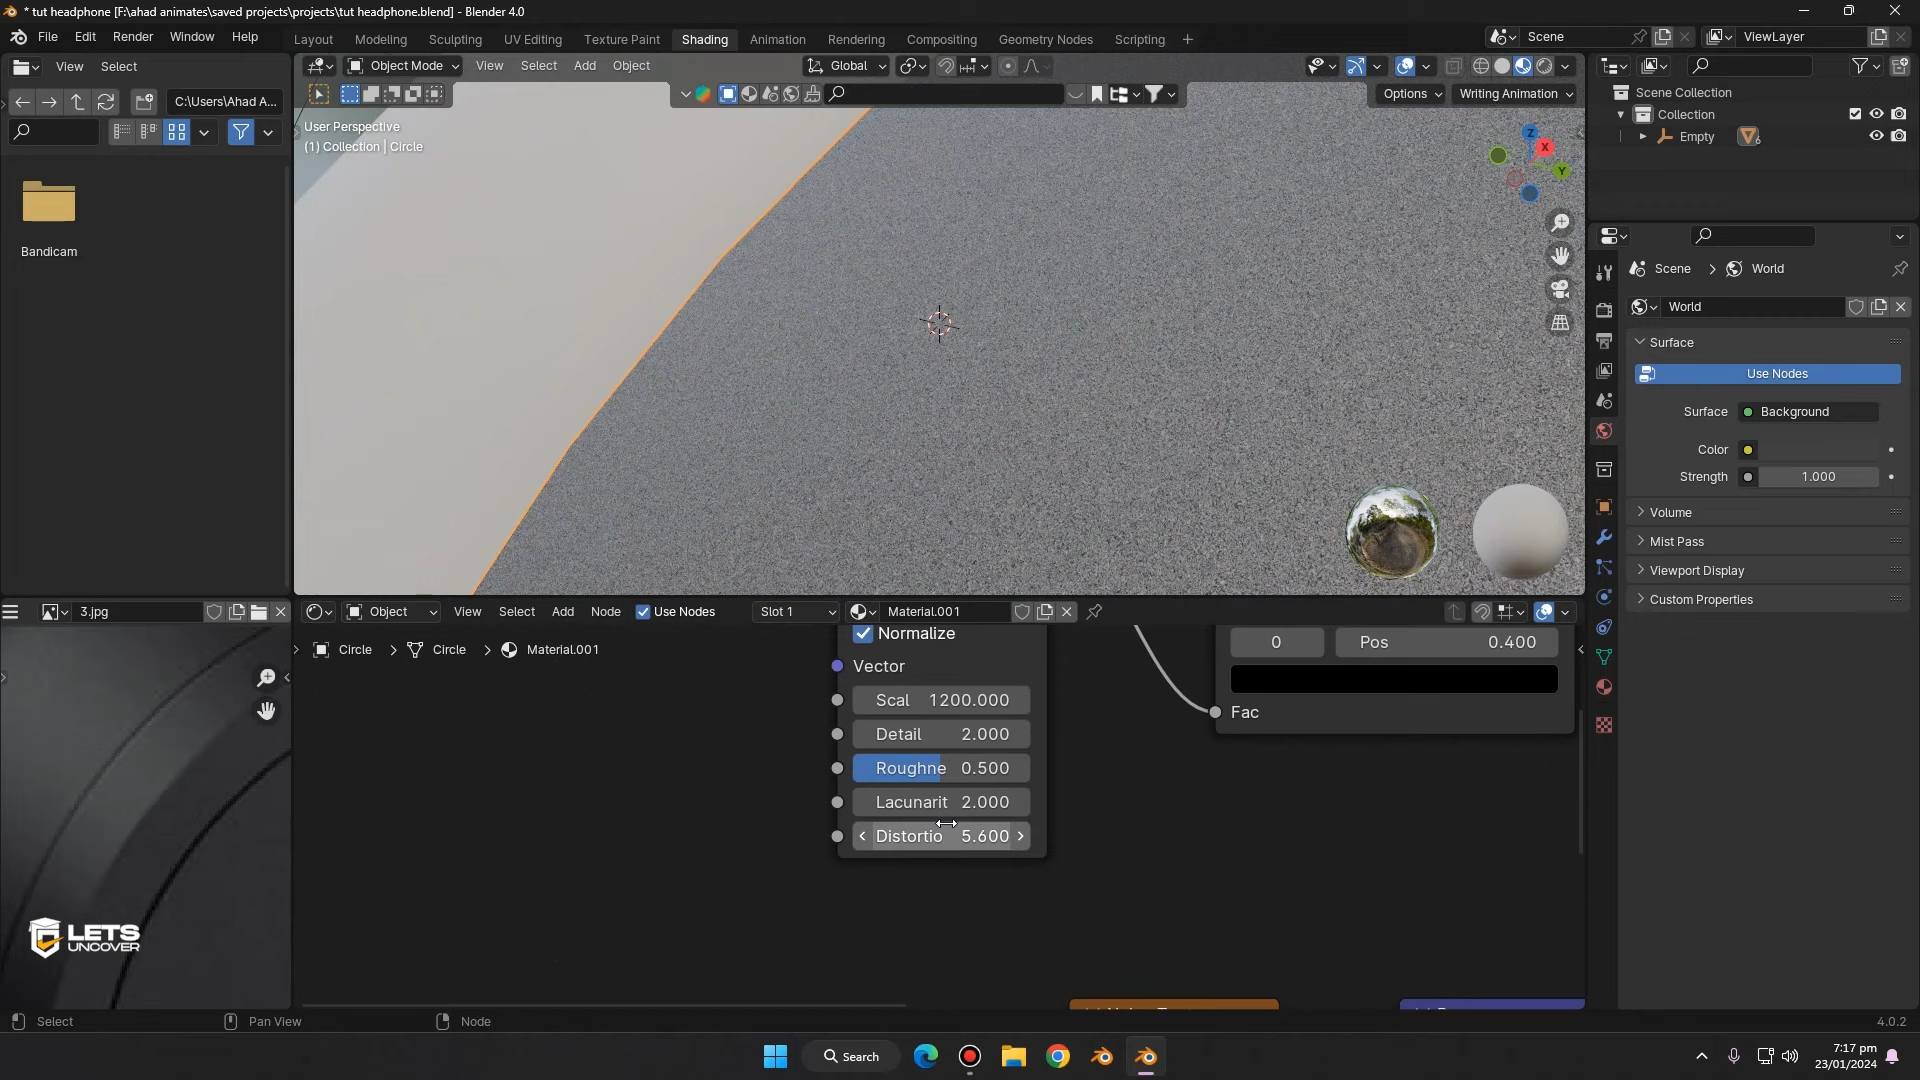 * tut headphone [F:\ahad animates\saved projects\projects\tut headphone.blend] - Blender 4.0
File Edit Render Window Help
Layout Modeling Sculpting UV Editing Texture Paint Shading Animation Rendering Compositing Geometry Nodes Scripting +
Scene ViewLayer
View Select
Object Mode View Select Add Object
Global
C:\Users\Ahad A...
Options Writing Animation
Scene Collection
Collection
Empty
6
User Perspective
(1) Collection | Circle
Z
X
Y
Bandicam
Scene > World
World
Surface
Use Nodes
Surface Background
Color
Strength 1.000
Volume
Mist Pass
Viewport Display
Custom Properties
3.jpg
Object View Select Add Node Use Nodes Slot 1 Material.001
Circle > Circle > Material.001
Normalize
Vector
Scal 1200.000
Detail 2.000
Roughne 0.500
Lacunarit 2.000
Distortio 5.600
0 Pos 0.400
Fac
LETS
UNCOVER
Select Pan View Node
4.0.2
Search
7:17 pm
23/01/2024